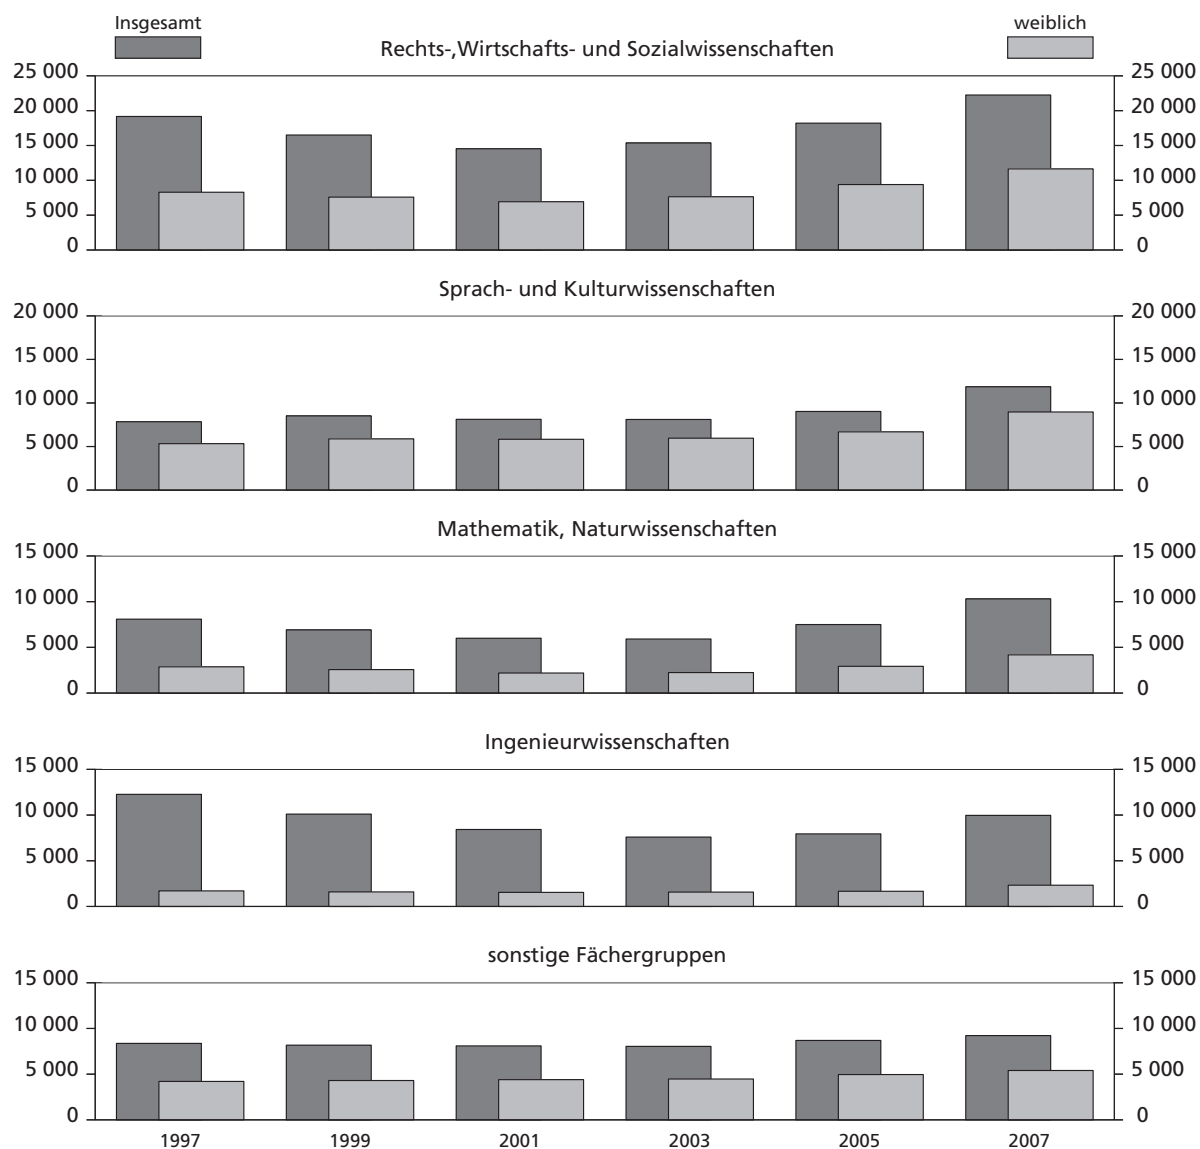 Insgesamt weiblich
Rechts-,Wirtschafts- und Sozialwissenschaften
25 000 25 000
20 000 20 000
15 000 15 000
10 000 10 000
5 000 5 000
0 0
Sprach- und Kulturwissenschaften
20 000 20 000
15 000 15 000
10 000 10 000
5 000 5 000
0 0
Mathematik, Naturwissenschaften
15 000 15 000
10 000 10 000
5 000 5 000
0 0
Ingenieurwissenschaften
15 000 15 000
10 000 10 000
5 000 5 000
0 0
sonstige Fächergruppen
15 000 15 000
10 000 10 000
5 000 5 000
0 0
1997 1999 2001 2003 2005 2007